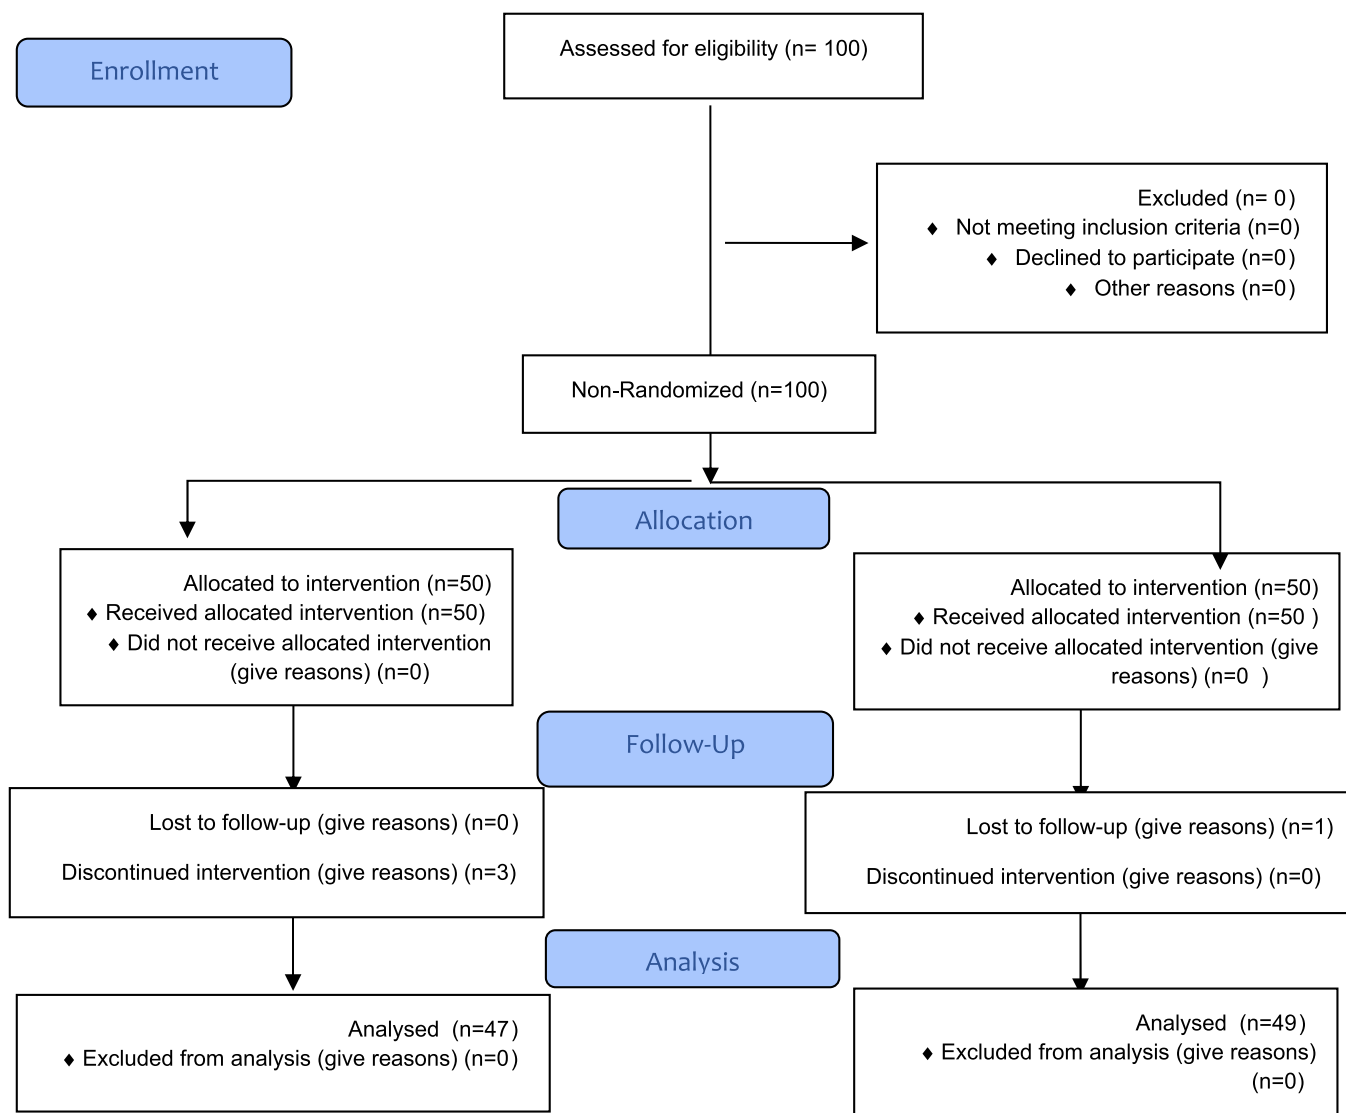 Enrollment
Assessed for eligibility (n= 100)
Excluded (n= 0)
♦ Not meeting inclusion criteria (n=0)
♦ Declined to participate (n=0)
♦ Other reasons (n=0)
Non-Randomized (n=100)
Allocation
Allocated to intervention (n=50)
♦ Received allocated intervention (n=50)
♦ Did not receive allocated intervention
(give reasons) (n=0)
Allocated to intervention (n=50)
♦ Received allocated intervention (n=50 )
♦ Did not receive allocated intervention (give
reasons) (n=0 )
Follow-Up
Lost to follow-up (give reasons) (n=0)
Discontinued intervention (give reasons) (n=3)
Lost to follow-up (give reasons) (n=1)
Discontinued intervention (give reasons) (n=0)
Analysis
Analysed (n=47)
♦ Excluded from analysis (give reasons) (n=0)
Analysed (n=49)
♦ Excluded from analysis (give reasons)
(n=0)